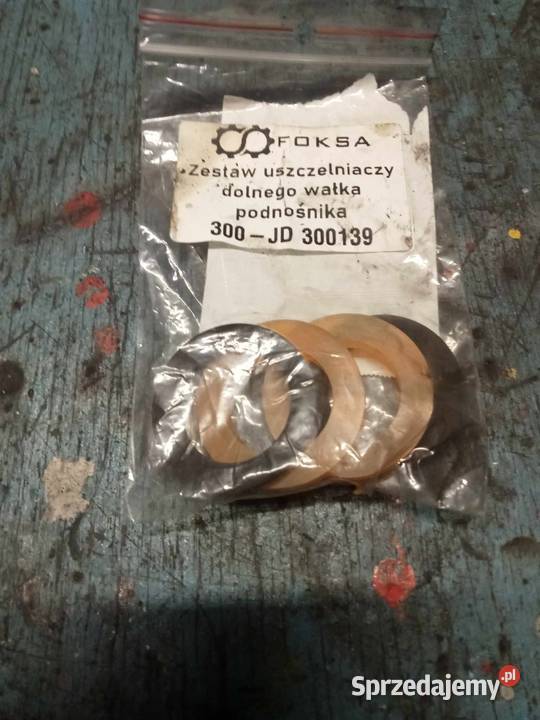 FOKSA
Zestaw uszczelniaczy
dolnego wałka
podnośnika
300-JD 300139
Sprzedajemy.pl